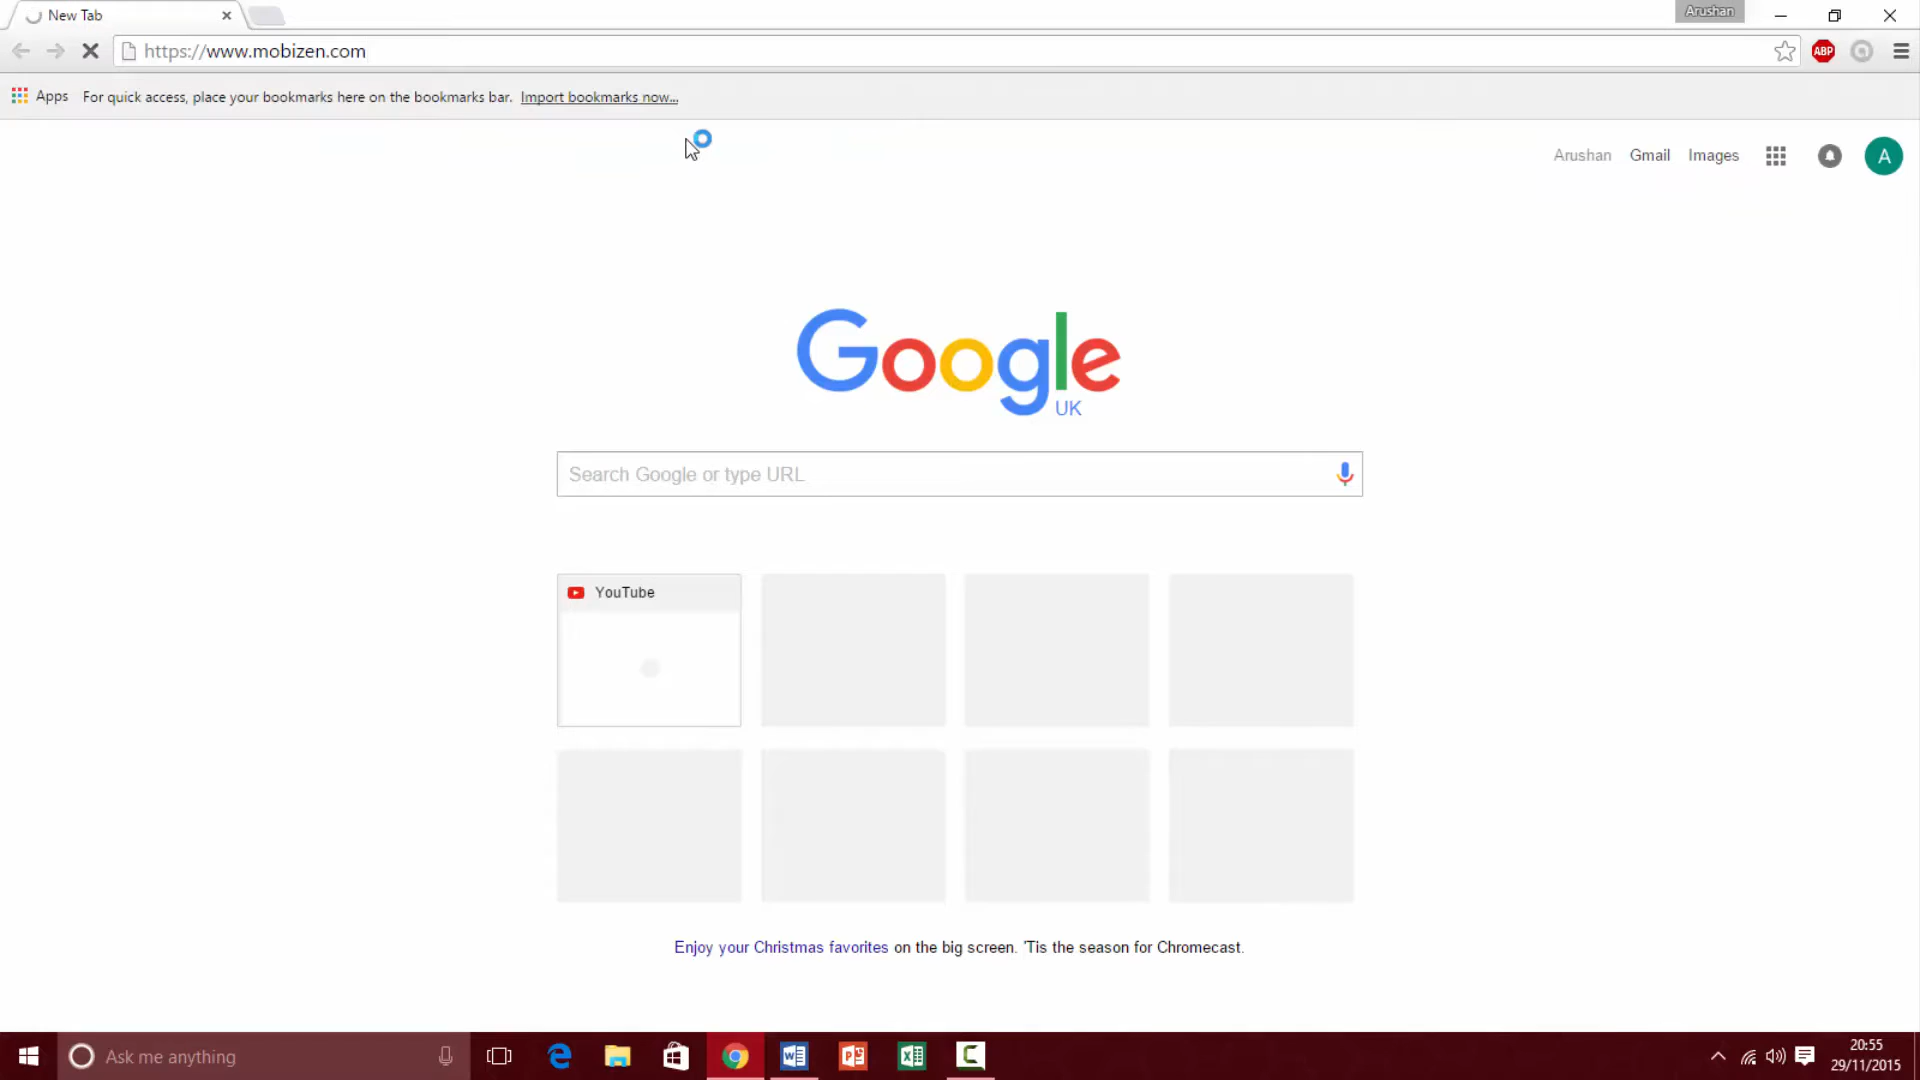 New Tab
Arushan
https://www.mobizen.com
ABP
Apps
For quick access, place your bookmarks here on the bookmarks bar. Import bookmarks now...
Arushan
Gmail
Images
A
Google
UK
Search Google or type URL
YouTube
Enjoy your Christmas favorites on the big screen. 'Tis the season for Chromecast.
Ask me anything
20:55
29/11/2015